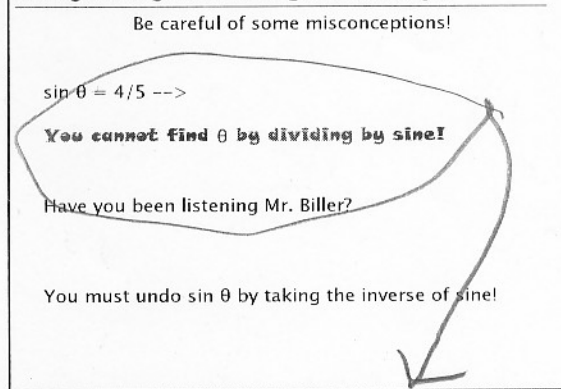 Be careful of some misconceptions!
sin θ = 4/5 -->
You cannot find θ by dividing by sine!
Have you been listening Mr. Biller?
You must undo sin θ by taking the inverse of sine!